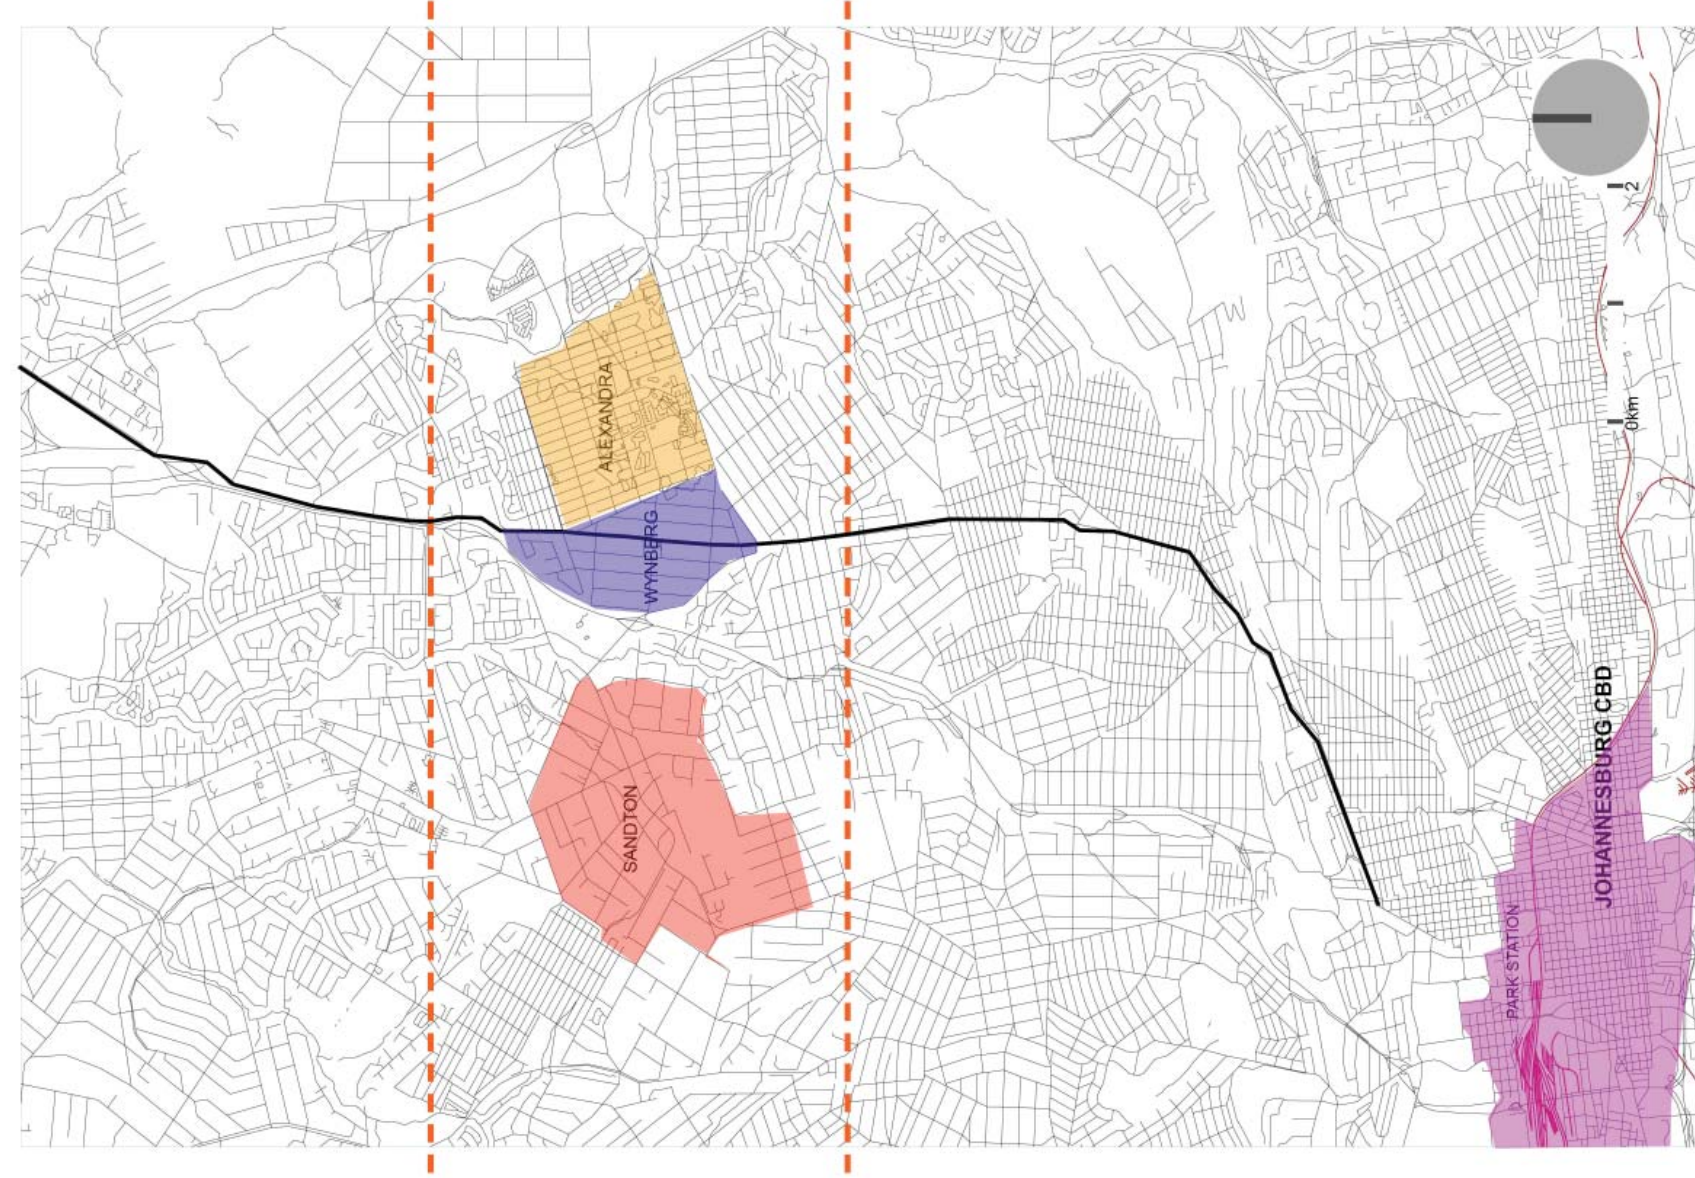 ALEXANDRA
WYNBERG
SANDTON
PARK STATION
JOHANNESBURG CBD
0km
2